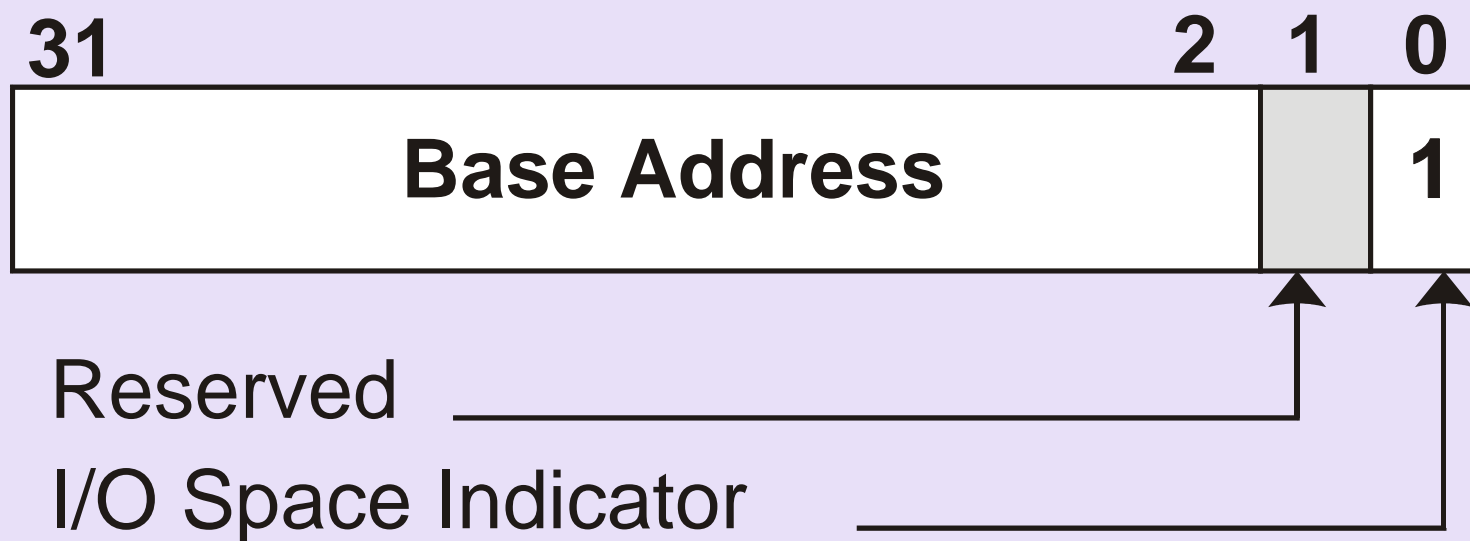 31 2 1 0
Base Address 1
Reserved
I/O Space Indicator